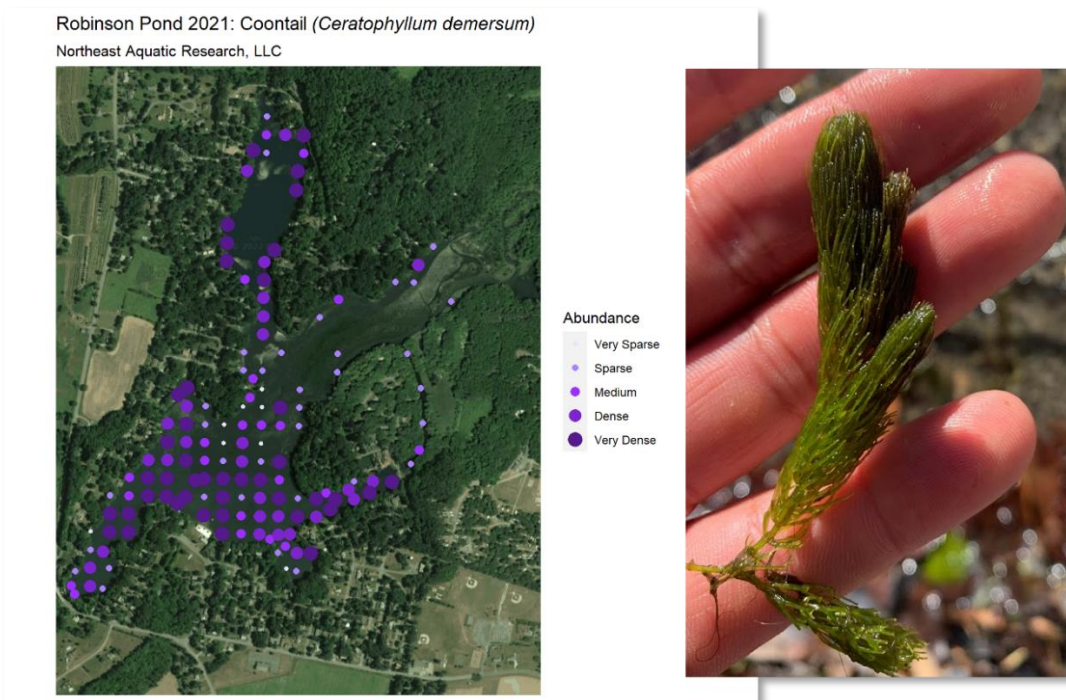 Robinson Pond 2021: Coontail (Ceratophyllum demersum)
Northeast Aquatic Research, LLC
Abundance
Very Sparse
Sparse
Medium
Dense
Very Dense